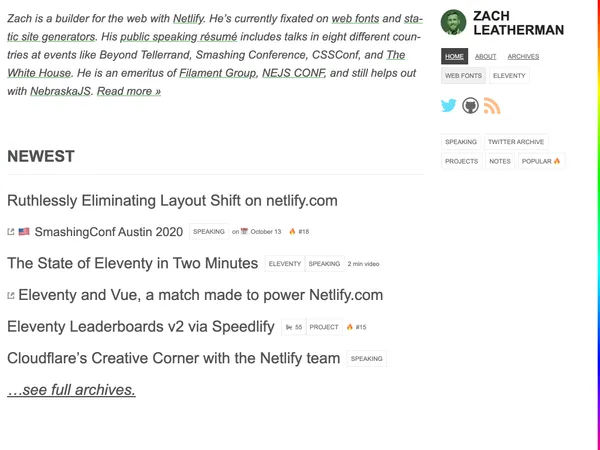 Zach is a builder for the web with Netlify. He's currently fixated on web fonts and sta-
tic site generators. His public speaking résumé includes talks in eight different coun-
tries at events like Beyond Tellerrand, Smashing Conference, CSSConf, and The
White House. He is an emeritus of Filament Group, NEJS CONF, and still helps out
with NebraskaJS. Read more »
NEWEST
Ruthlessly Eliminating Layout Shift on netlify.com
SmashingConf Austin 2020 SPEAKING on October 13 #18
The State of Eleventy in Two Minutes ELEVENTY SPEAKING 2 min video
Eleventy and Vue, a match made to power Netlify.com
Eleventy Leaderboards v2 via Speedlify 55 PROJECT #15
Cloudflare's Creative Corner with the Netlify team SPEAKING
…see full archives.
ZACH
LEATHERMAN
HOME ABOUT ARCHIVES
WEB FONTS ELEVENTY
SPEAKING TWITTER ARCHIVE
PROJECTS NOTES POPULAR